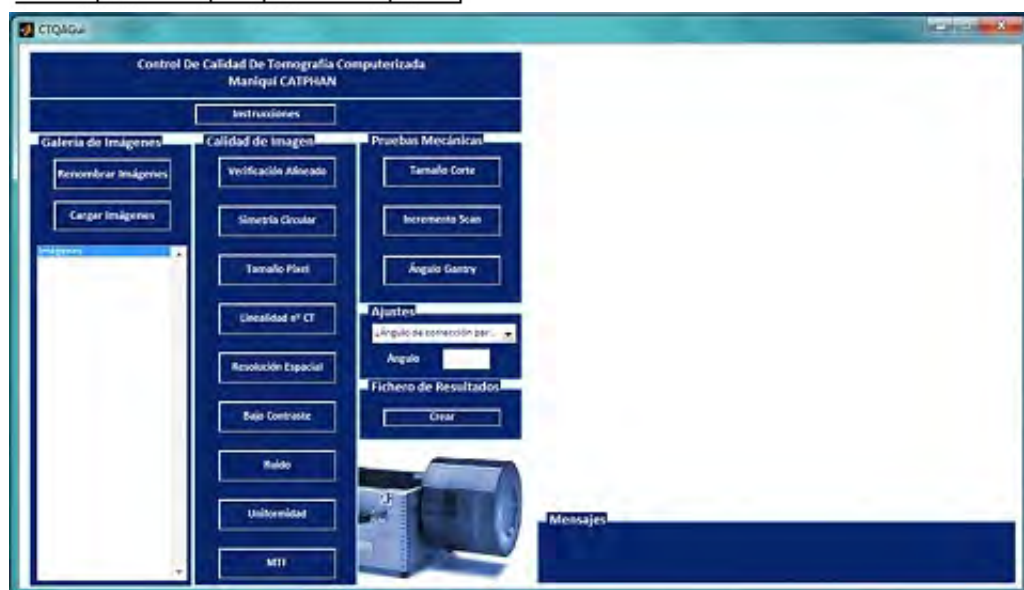 CTQAGui
Control De Calidad De Tomografía Computerizada
Maniquí CATPHAN
Instrucciones
Galería de Imágenes
Renombrar Imágenes
Cargar Imágenes
Imágenes
Calidad de Imagen
Verificación Alineado
Simetría Circular
Tamaño Pixel
Linealidad nº CT
Resolución Espacial
Bajo Contraste
Ruido
Uniformidad
MTF
Pruebas Mecánicas
Tamaño Corte
Incremento Scan
Ángulo Gantry
Ajustes
¿Ángulo de corrección par...
Ángulo
Fichero de Resultados
Crear
Mensajes